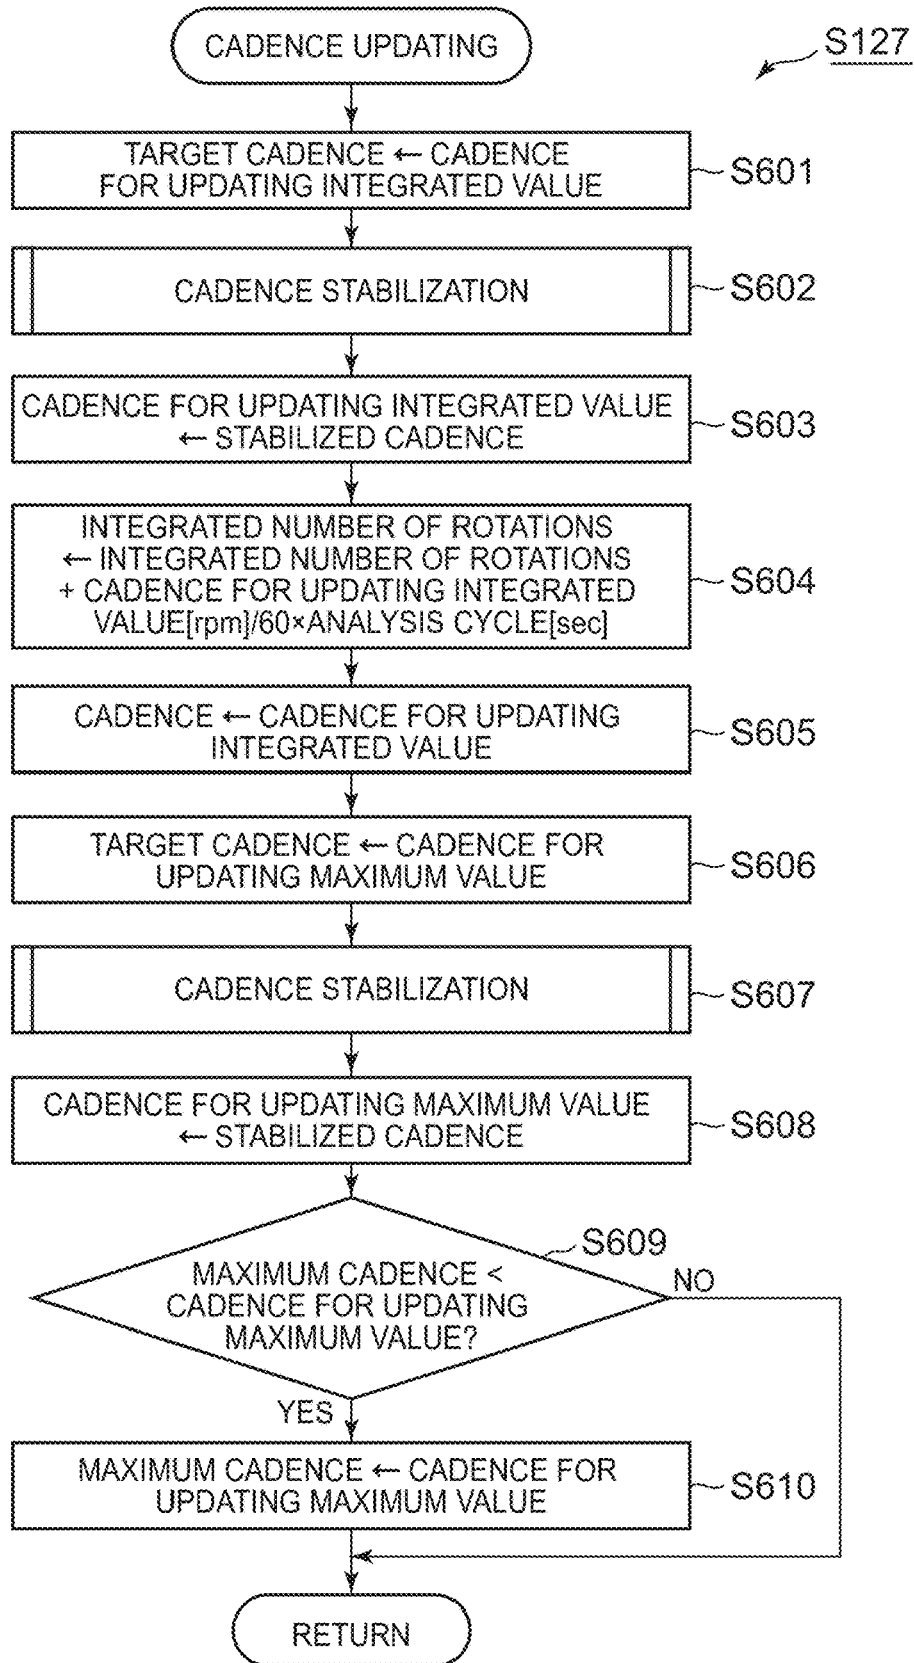 CADENCE UPDATING
S127
TARGET CADENCE ← CADENCE
FOR UPDATING INTEGRATED VALUE
S601
CADENCE STABILIZATION
S602
CADENCE FOR UPDATING INTEGRATED VALUE
← STABILIZED CADENCE
S603
INTEGRATED NUMBER OF ROTATIONS
← INTEGRATED NUMBER OF ROTATIONS
+ CADENCE FOR UPDATING INTEGRATED
VALUE[rpm]/60×ANALYSIS CYCLE[sec]
S604
CADENCE ← CADENCE FOR UPDATING
INTEGRATED VALUE
S605
TARGET CADENCE ← CADENCE FOR
UPDATING MAXIMUM VALUE
S606
CADENCE STABILIZATION
S607
CADENCE FOR UPDATING MAXIMUM VALUE
← STABILIZED CADENCE
S608
S609
MAXIMUM CADENCE <
CADENCE FOR UPDATING
MAXIMUM VALUE?
NO
YES
MAXIMUM CADENCE ← CADENCE FOR
UPDATING MAXIMUM VALUE
S610
RETURN